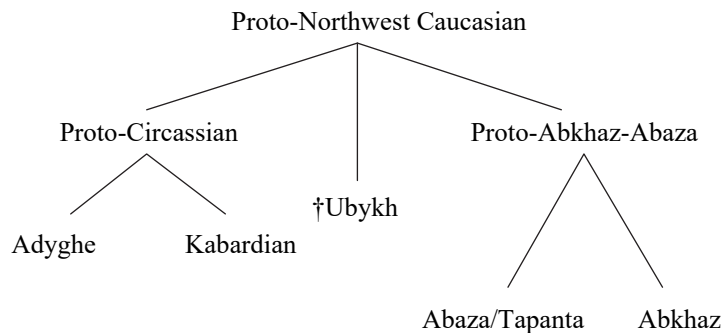 Proto-Northwest Caucasian
Proto-Circassian
Proto-Abkhaz-Abaza
†Ubykh
Adyghe
Kabardian
Abaza/Tapanta
Abkhaz